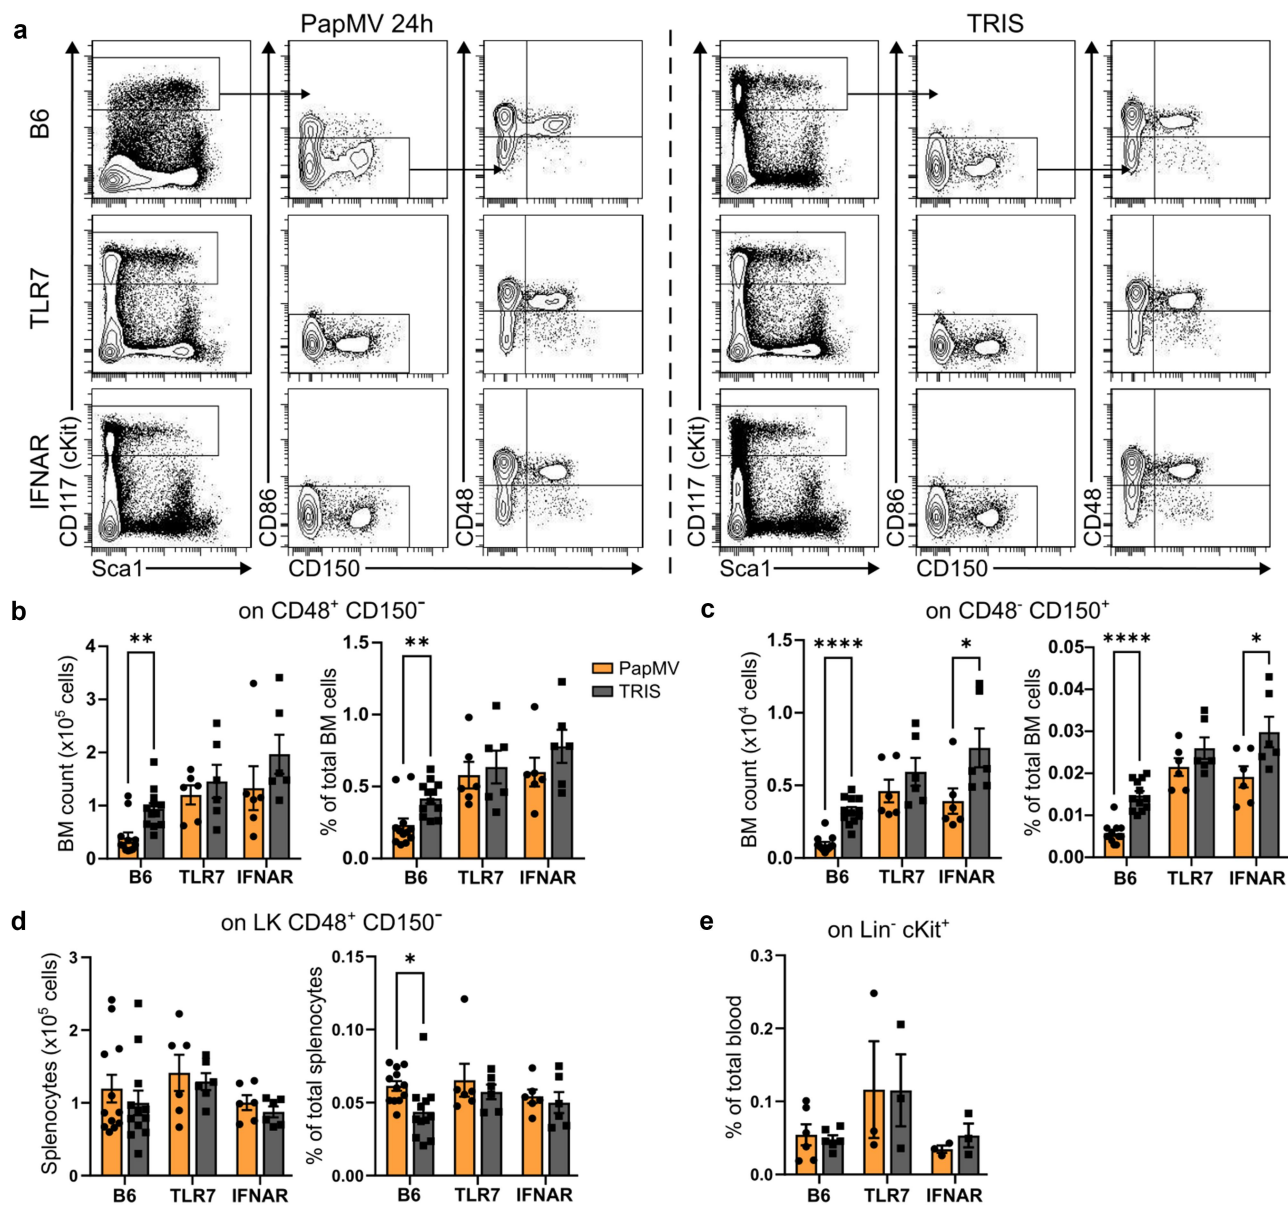 a
PapMV 24h
TRIS
B6
TLR7
IFNAR
CD117 (cKit)
CD86
CD48
CD117 (cKit)
CD86
CD48
Sca1
CD150
Sca1
CD150
b
on CD48⁺ CD150⁻
BM count (x10⁵ cells)
4
3
2
1
0
**
B6
TLR7
IFNAR
% of total BM cells
1.5
1.0
0.5
0.0
**
B6
TLR7
IFNAR
PapMV
TRIS
c
on CD48⁻ CD150⁺
BM count (x10⁴ cells)
1.5
1.0
0.5
0.0
****
*
B6
TLR7
IFNAR
% of total BM cells
0.05
0.04
0.03
0.02
0.01
0.00
****
*
B6
TLR7
IFNAR
d
on LK CD48⁺ CD150⁻
Splenocytes (x10⁵ cells)
3
2
1
0
B6
TLR7
IFNAR
% of total splenocytes
0.15
0.10
0.05
0.00
*
B6
TLR7
IFNAR
e
on Lin⁻ cKit⁺
% of total blood
0.3
0.2
0.1
0.0
B6
TLR7
IFNAR